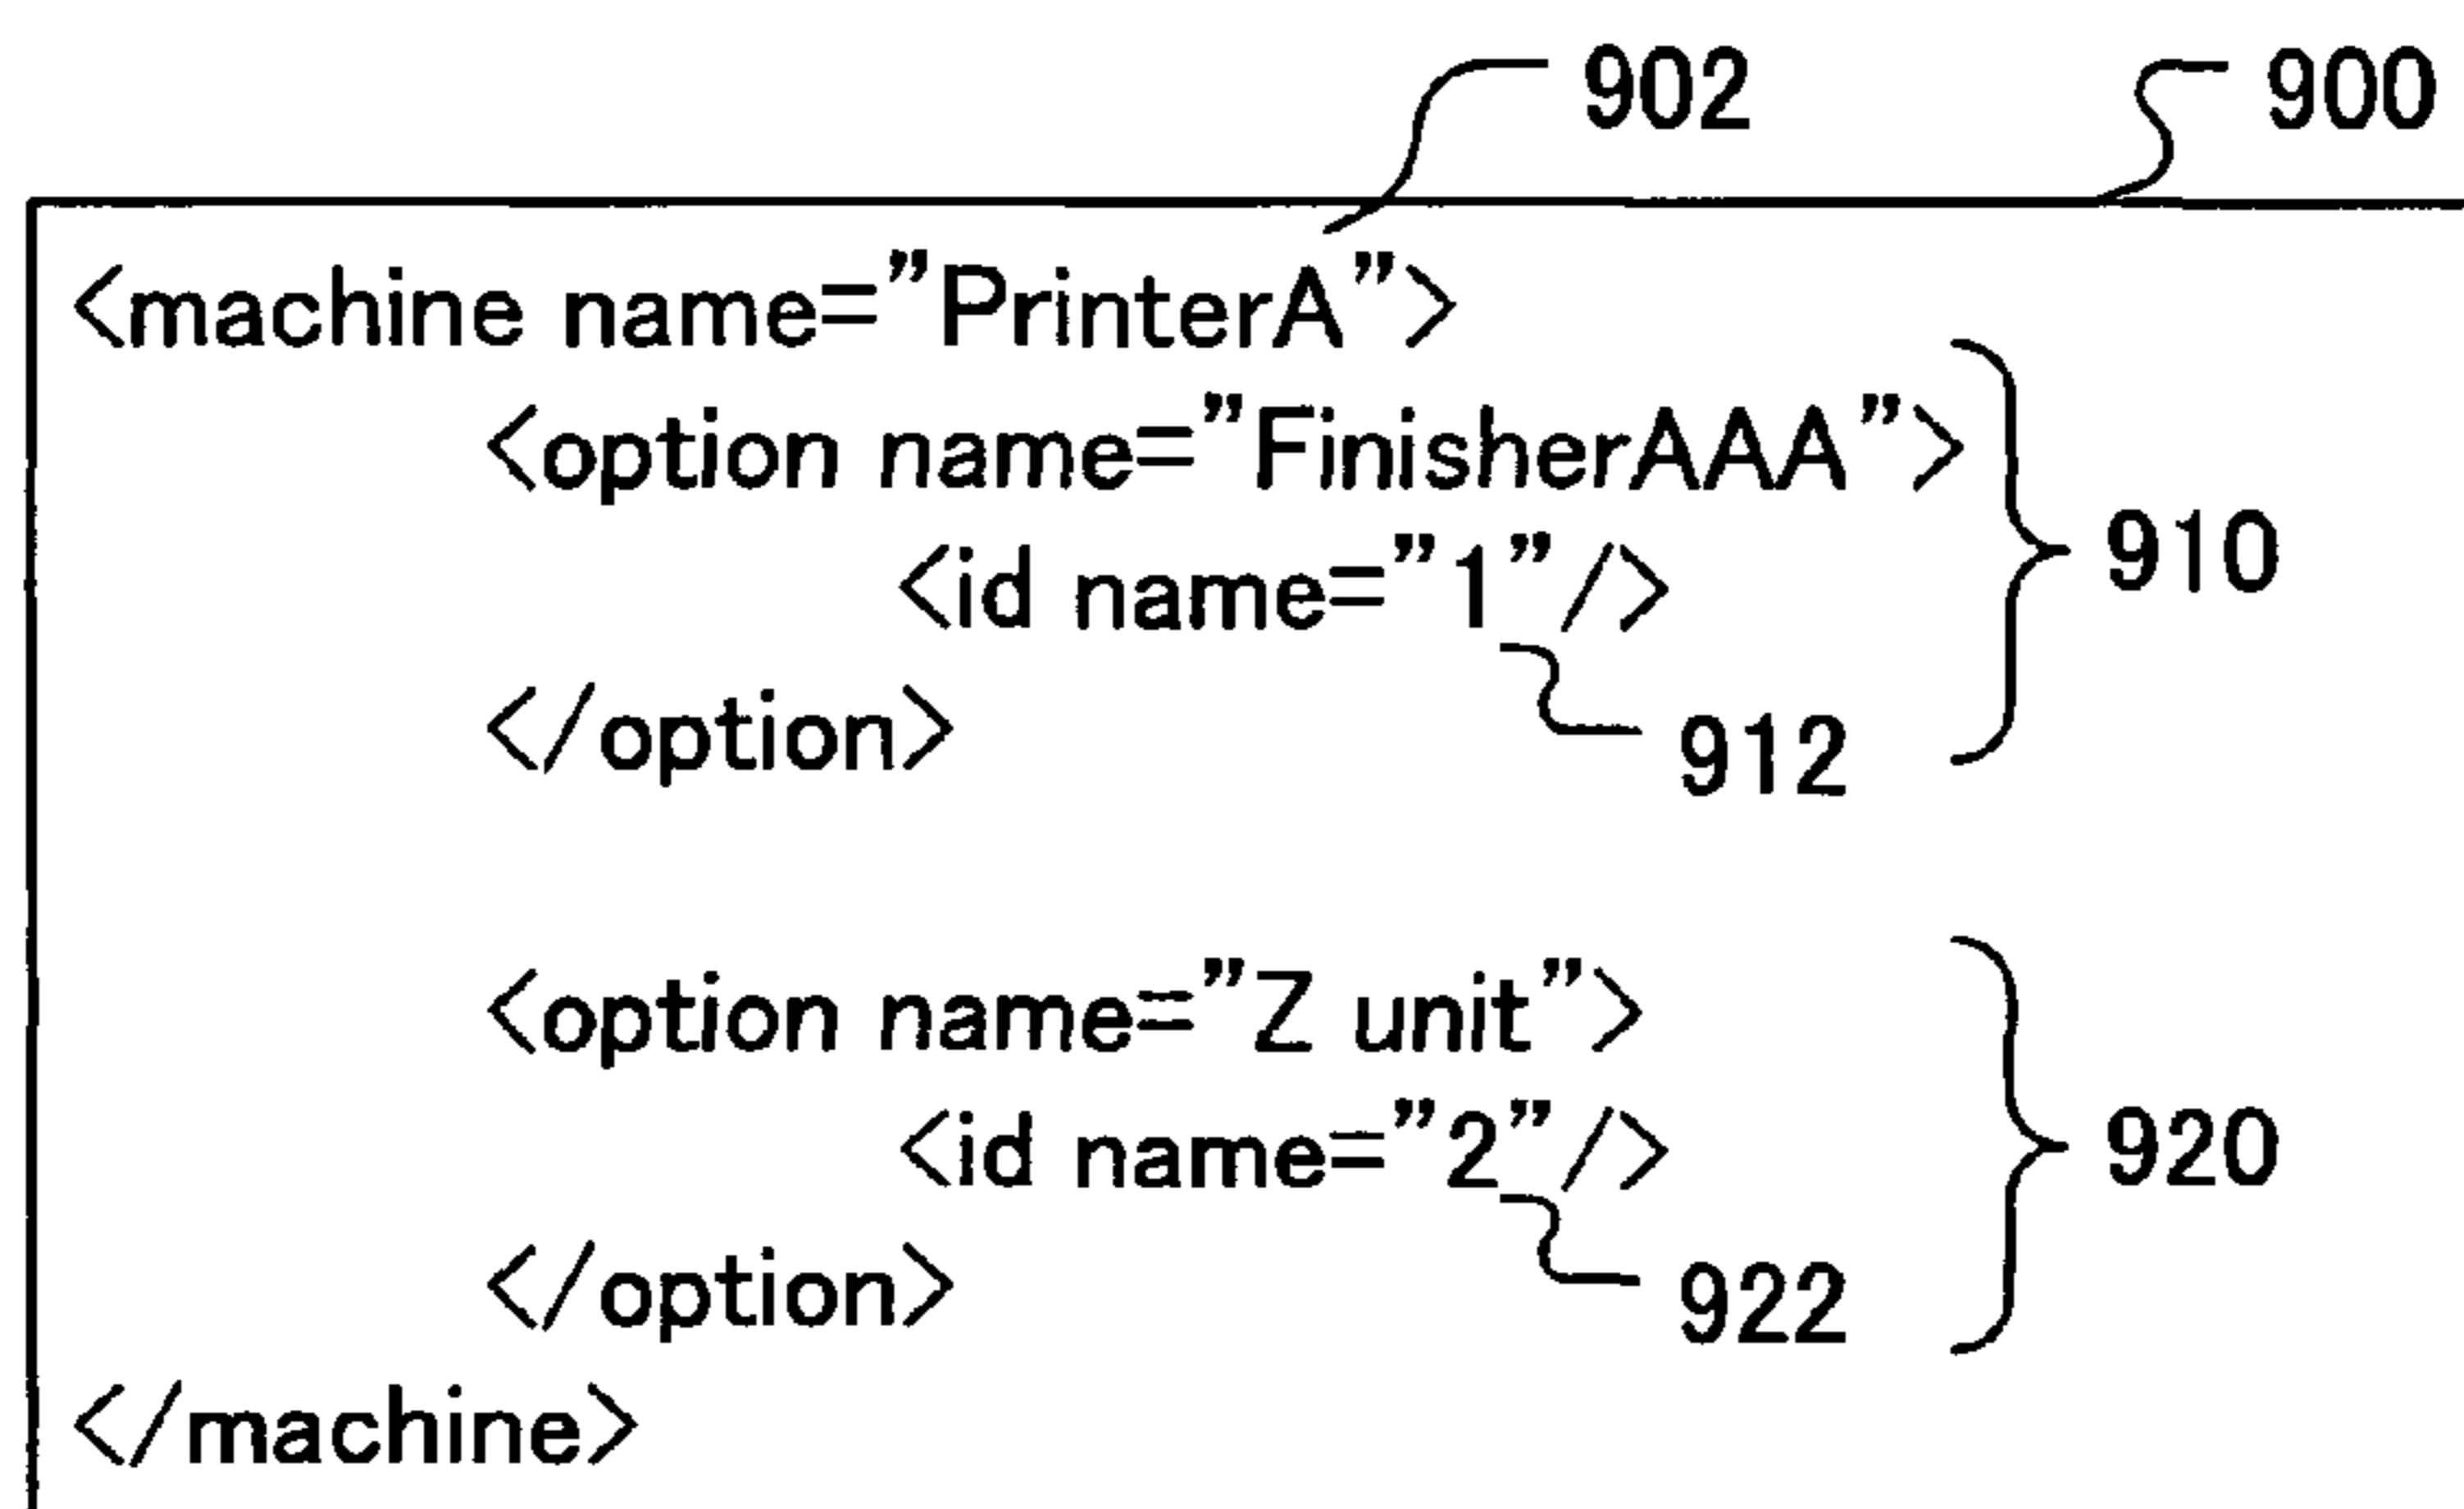 902 900
<machine name="PrinterA">
<option name="FinisherAAA">
<id name="1"/>
910
</option>
912
<option name="Z unit">
<id name="2"/>
920
</option>
922
</machine>